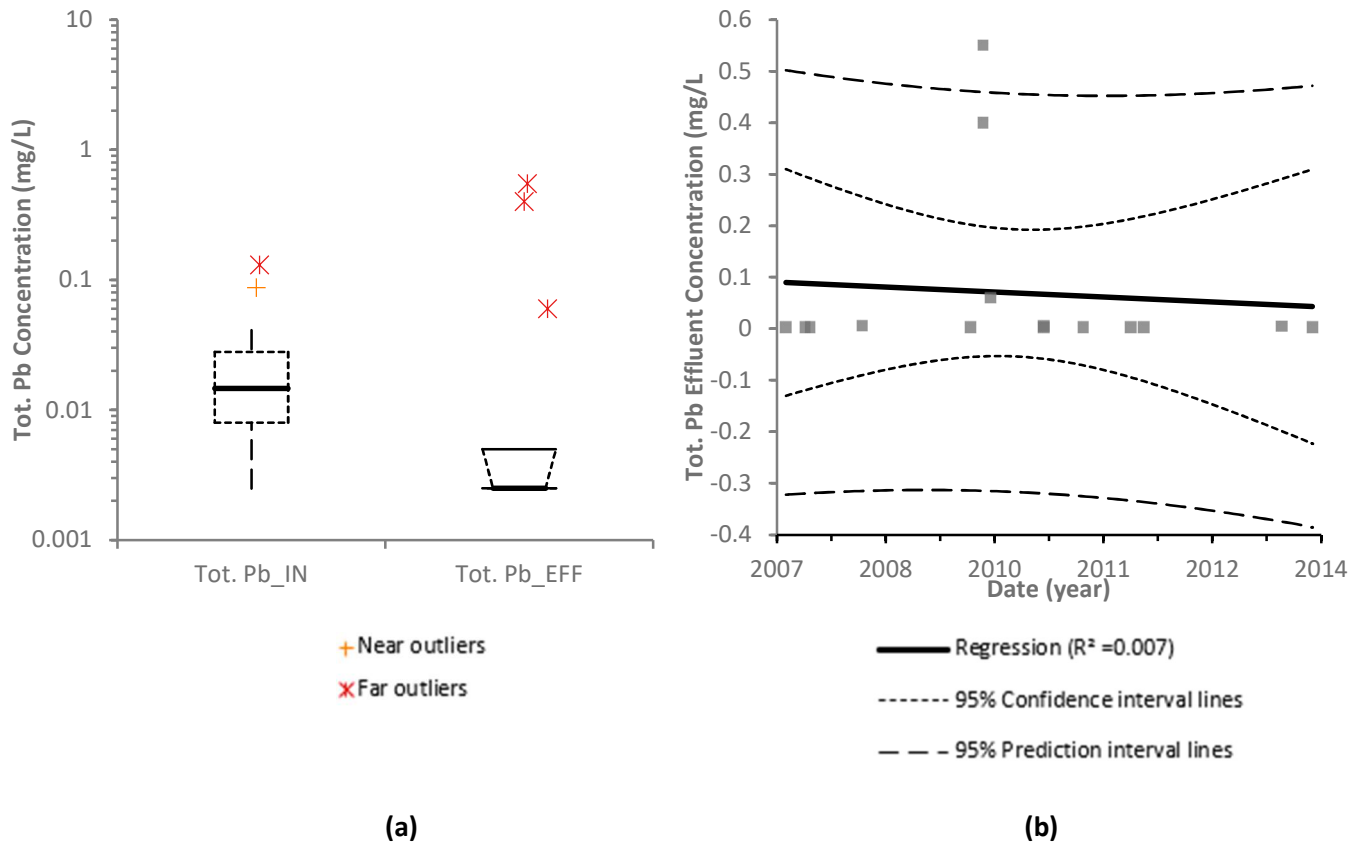 Tot. Pb Concentration (mg/L)
10
1
0.1
0.01
0.001
Tot. Pb_IN
Tot. Pb_EFF
Near outliers
Far outliers
(a)
Tot. Pb Effluent Concentration (mg/L)
0.6
0.5
0.4
0.3
0.2
0.1
0
-0.1
-0.2
-0.3
-0.4
2007
2008
2010
2011
2012
2014
Date (year)
Regression (R² =0.007)
95% Confidence interval lines
95% Prediction interval lines
(b)